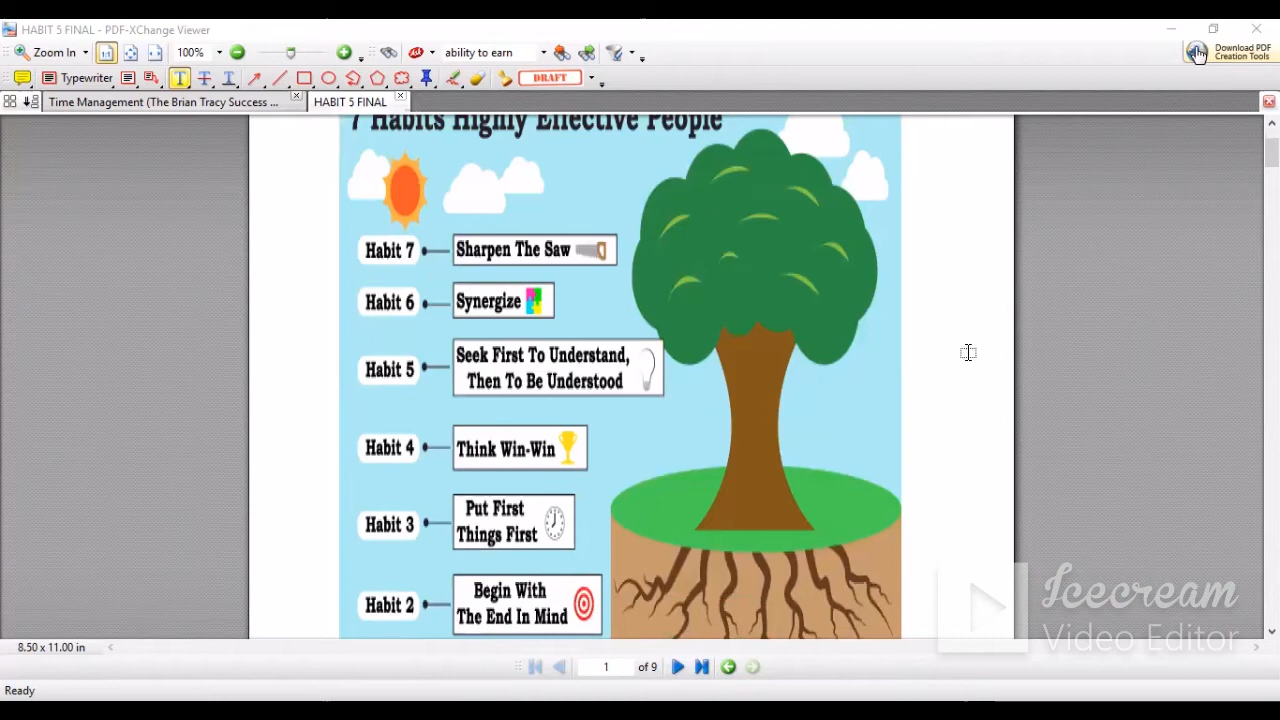 HABIT 5 FINAL - PDF-XChange Viewer
Zoom In
100%
ability to earn
Download PDF
Creation Tools
Typewriter
DRAFT
Time Management (The Brian Tracy Success ...
HABIT 5 FINAL
7 Habits Highly Effective People
Habit 7
Sharpen The Saw
Habit 6
Synergize
Habit 5
Seek First To Understand,
Then To Be Understood
Habit 4
Think Win-Win
Habit 3
Put First
Things First
Habit 2
Begin With
The End In Mind
Icecream
Video Editor
8.50 x 11.00 in
1
of 9
Ready